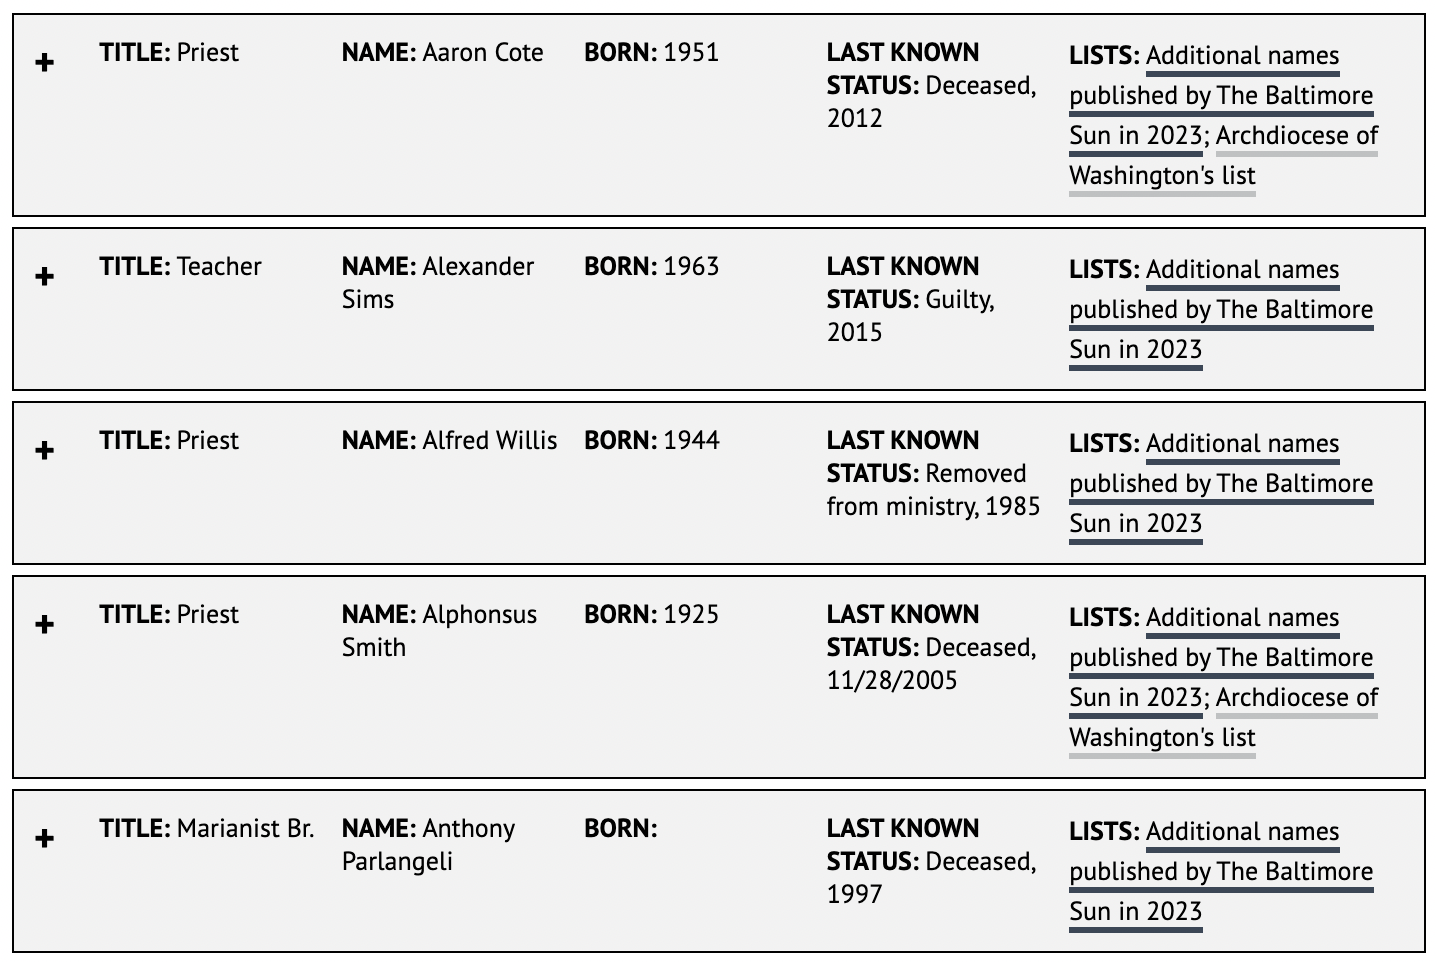 +
TITLE: Priest
NAME: Aaron Cote
BORN: 1951
LAST KNOWN
STATUS: Deceased,
2012
LISTS: Additional names
published by The Baltimore
Sun in 2023; Archdiocese of
Washington's list
+
TITLE: Teacher
NAME: Alexander
Sims
BORN: 1963
LAST KNOWN
STATUS: Guilty,
2015
LISTS: Additional names
published by The Baltimore
Sun in 2023
+
TITLE: Priest
NAME: Alfred Willis
BORN: 1944
LAST KNOWN
STATUS: Removed
from ministry, 1985
LISTS: Additional names
published by The Baltimore
Sun in 2023
+
TITLE: Priest
NAME: Alphonsus
Smith
BORN: 1925
LAST KNOWN
STATUS: Deceased,
11/28/2005
LISTS: Additional names
published by The Baltimore
Sun in 2023; Archdiocese of
Washington's list
+
TITLE: Marianist Br.
NAME: Anthony
Parlangeli
BORN:
LAST KNOWN
STATUS: Deceased,
1997
LISTS: Additional names
published by The Baltimore
Sun in 2023